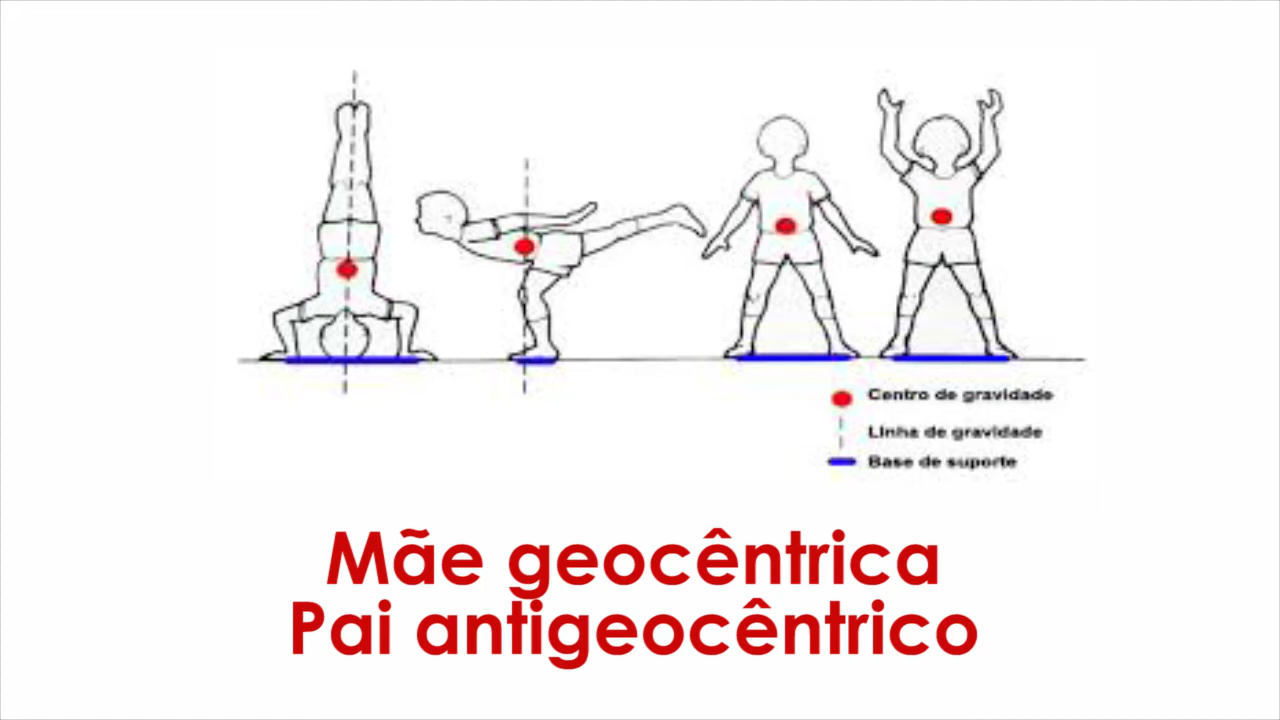 Centro de gravidade
Linha de gravidade
Base de suporte
Mãe geocêntrica
Pai antigeocêntrico